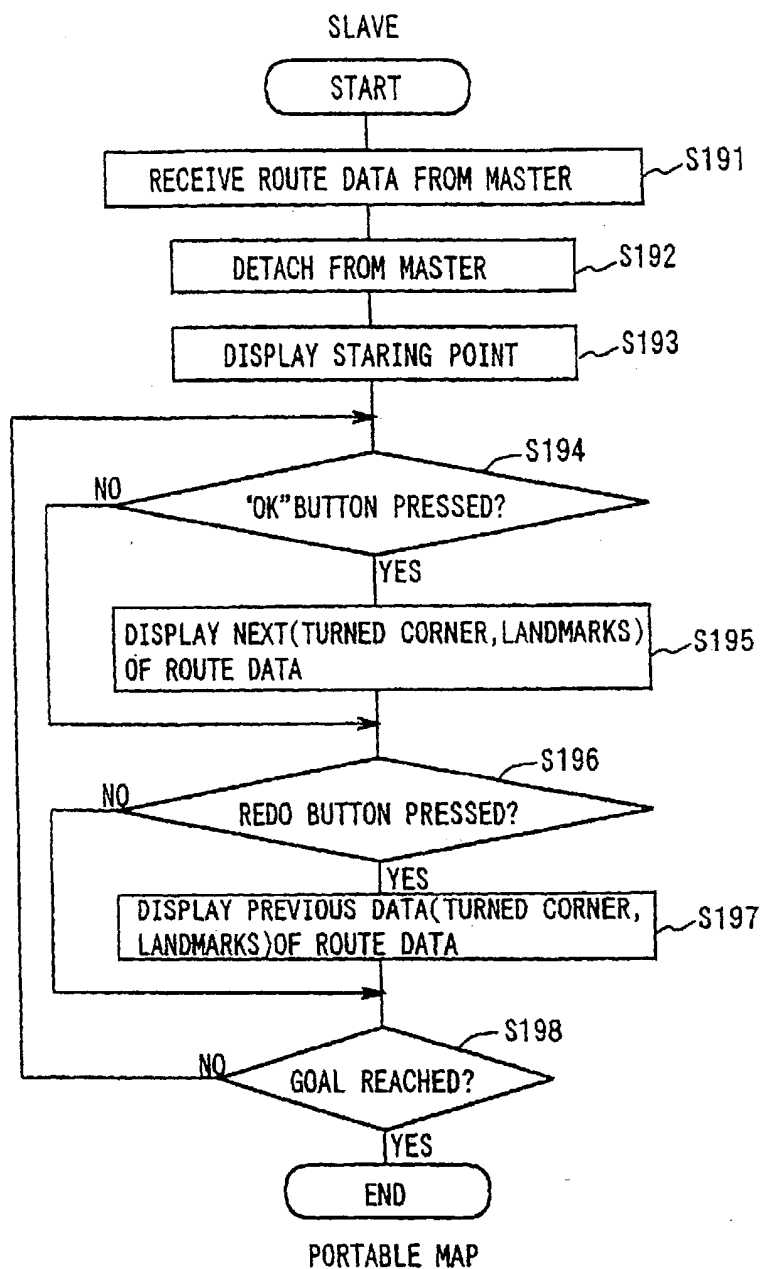 SLAVE
START
RECEIVE ROUTE DATA FROM MASTER
S191
DETACH FROM MASTER
S192
DISPLAY STARING POINT
S193
S194
NO
"OK" BUTTON PRESSED?
YES
DISPLAY NEXT(TURNED CORNER,LANDMARKS)
OF ROUTE DATA
S195
S196
NO
REDO BUTTON PRESSED?
YES
DISPLAY PREVIOUS DATA(TURNED CORNER,
LANDMARKS)OF ROUTE DATA
S197
S198
NO
GOAL REACHED?
YES
END
PORTABLE MAP